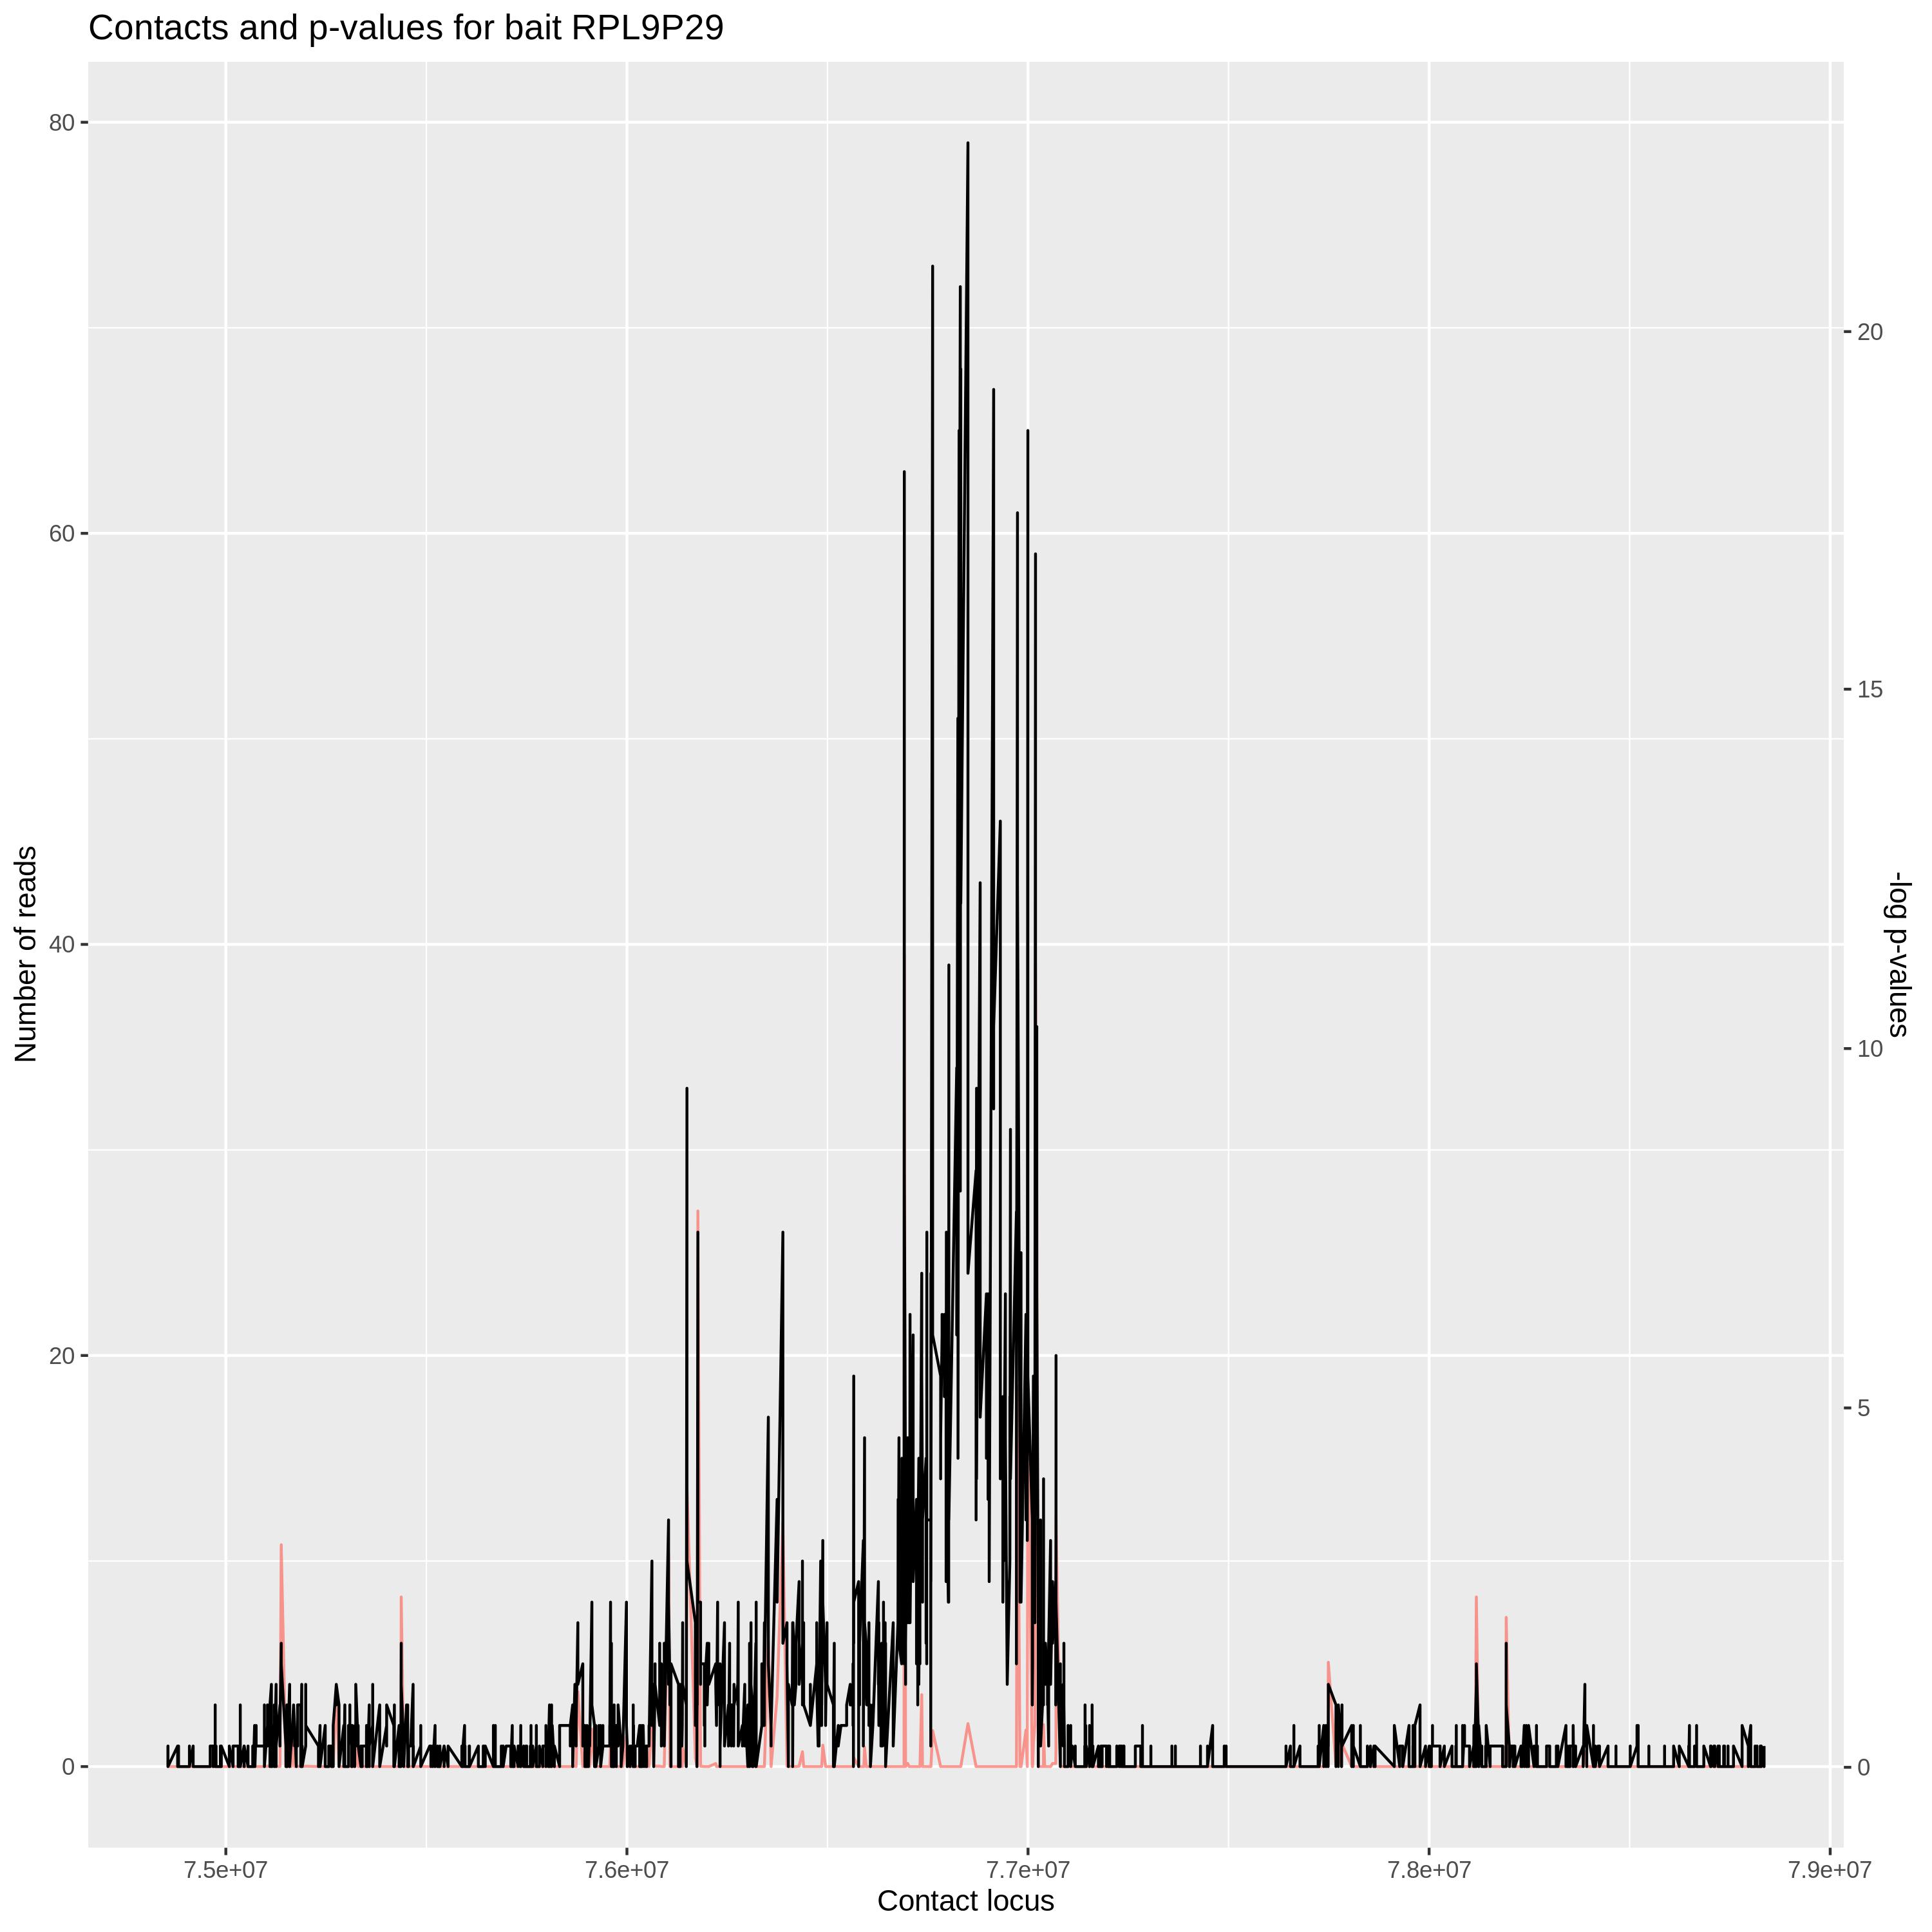 Contacts and p-values for bait RPL9P29
80
60
40
20
0
Number of reads
20
15
10
5
0
-log p-values
7.5e+07
7.6e+07
7.7e+07
7.8e+07
7.9e+07
Contact locus